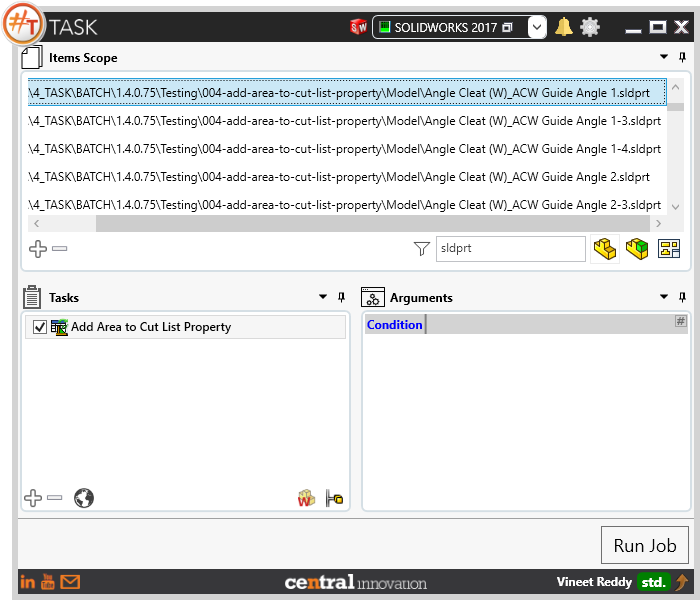 #T TASK
SW
SOLIDWORKS 2017
Items Scope
\4_TASK\BATCH\1.4.0.75\Testing\004-add-area-to-cut-list-property\Model\Angle Cleat (W)_ACW Guide Angle 1.sldprt
\4_TASK\BATCH\1.4.0.75\Testing\004-add-area-to-cut-list-property\Model\Angle Cleat (W)_ACW Guide Angle 1-3.sldprt
\4_TASK\BATCH\1.4.0.75\Testing\004-add-area-to-cut-list-property\Model\Angle Cleat (W)_ACW Guide Angle 1-4.sldprt
\4_TASK\BATCH\1.4.0.75\Testing\004-add-area-to-cut-list-property\Model\Angle Cleat (W)_ACW Guide Angle 2.sldprt
\4_TASK\BATCH\1.4.0.75\Testing\004-add-area-to-cut-list-property\Model\Angle Cleat (W)_ACW Guide Angle 2-3.sldprt
sldprt
Tasks
Arguments
Add Area to Cut List Property
Condition
#
W
Run Job
in You Tube
central innovation
Vineet Reddy std.